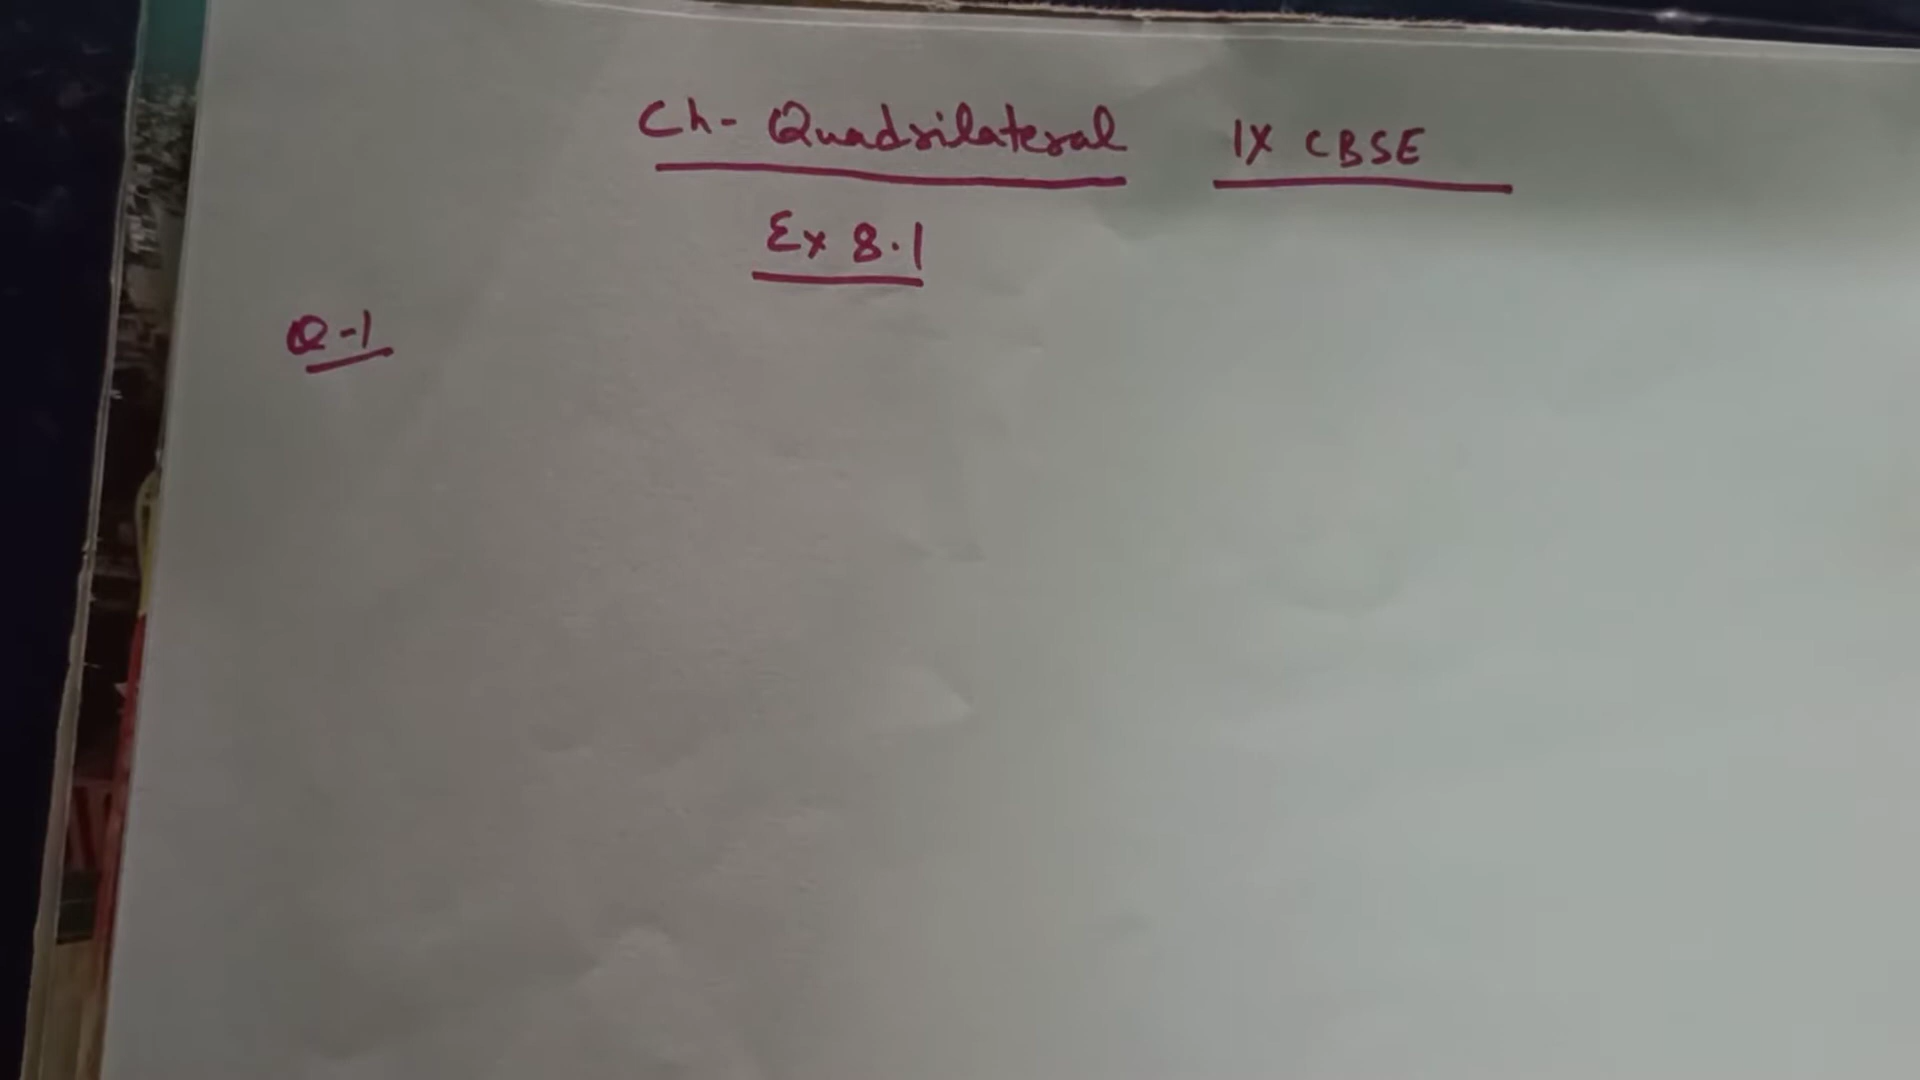 Ch- Quadrilateral IX CBSE
Ex 8.1
Q-1